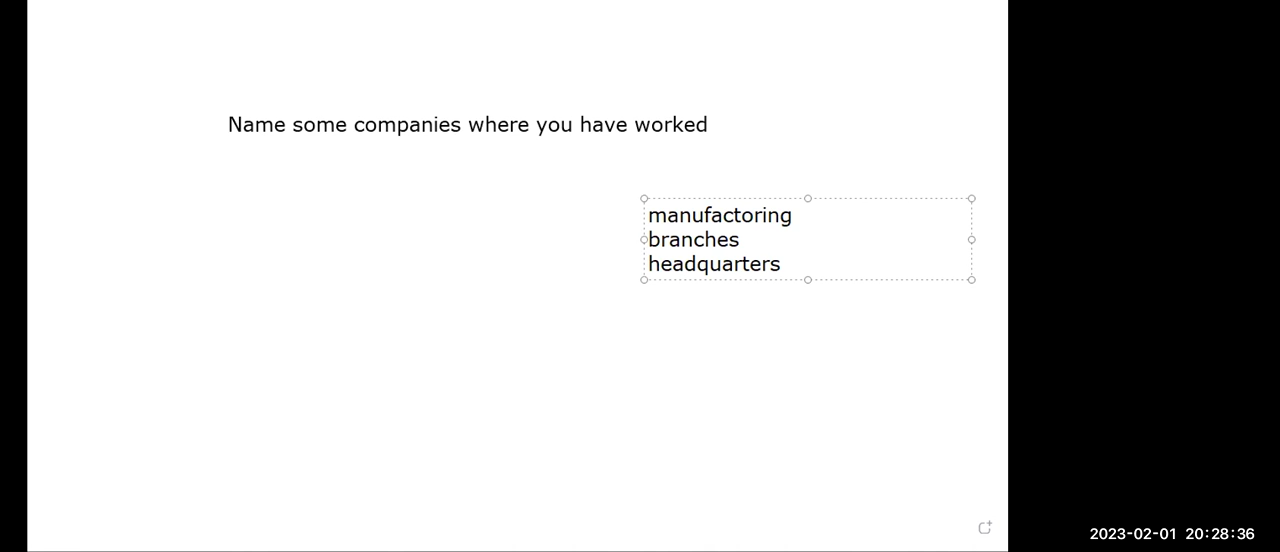 Name some companies where you have worked
manufactoring
branches
headquarters
2023-02-01 20:28:36